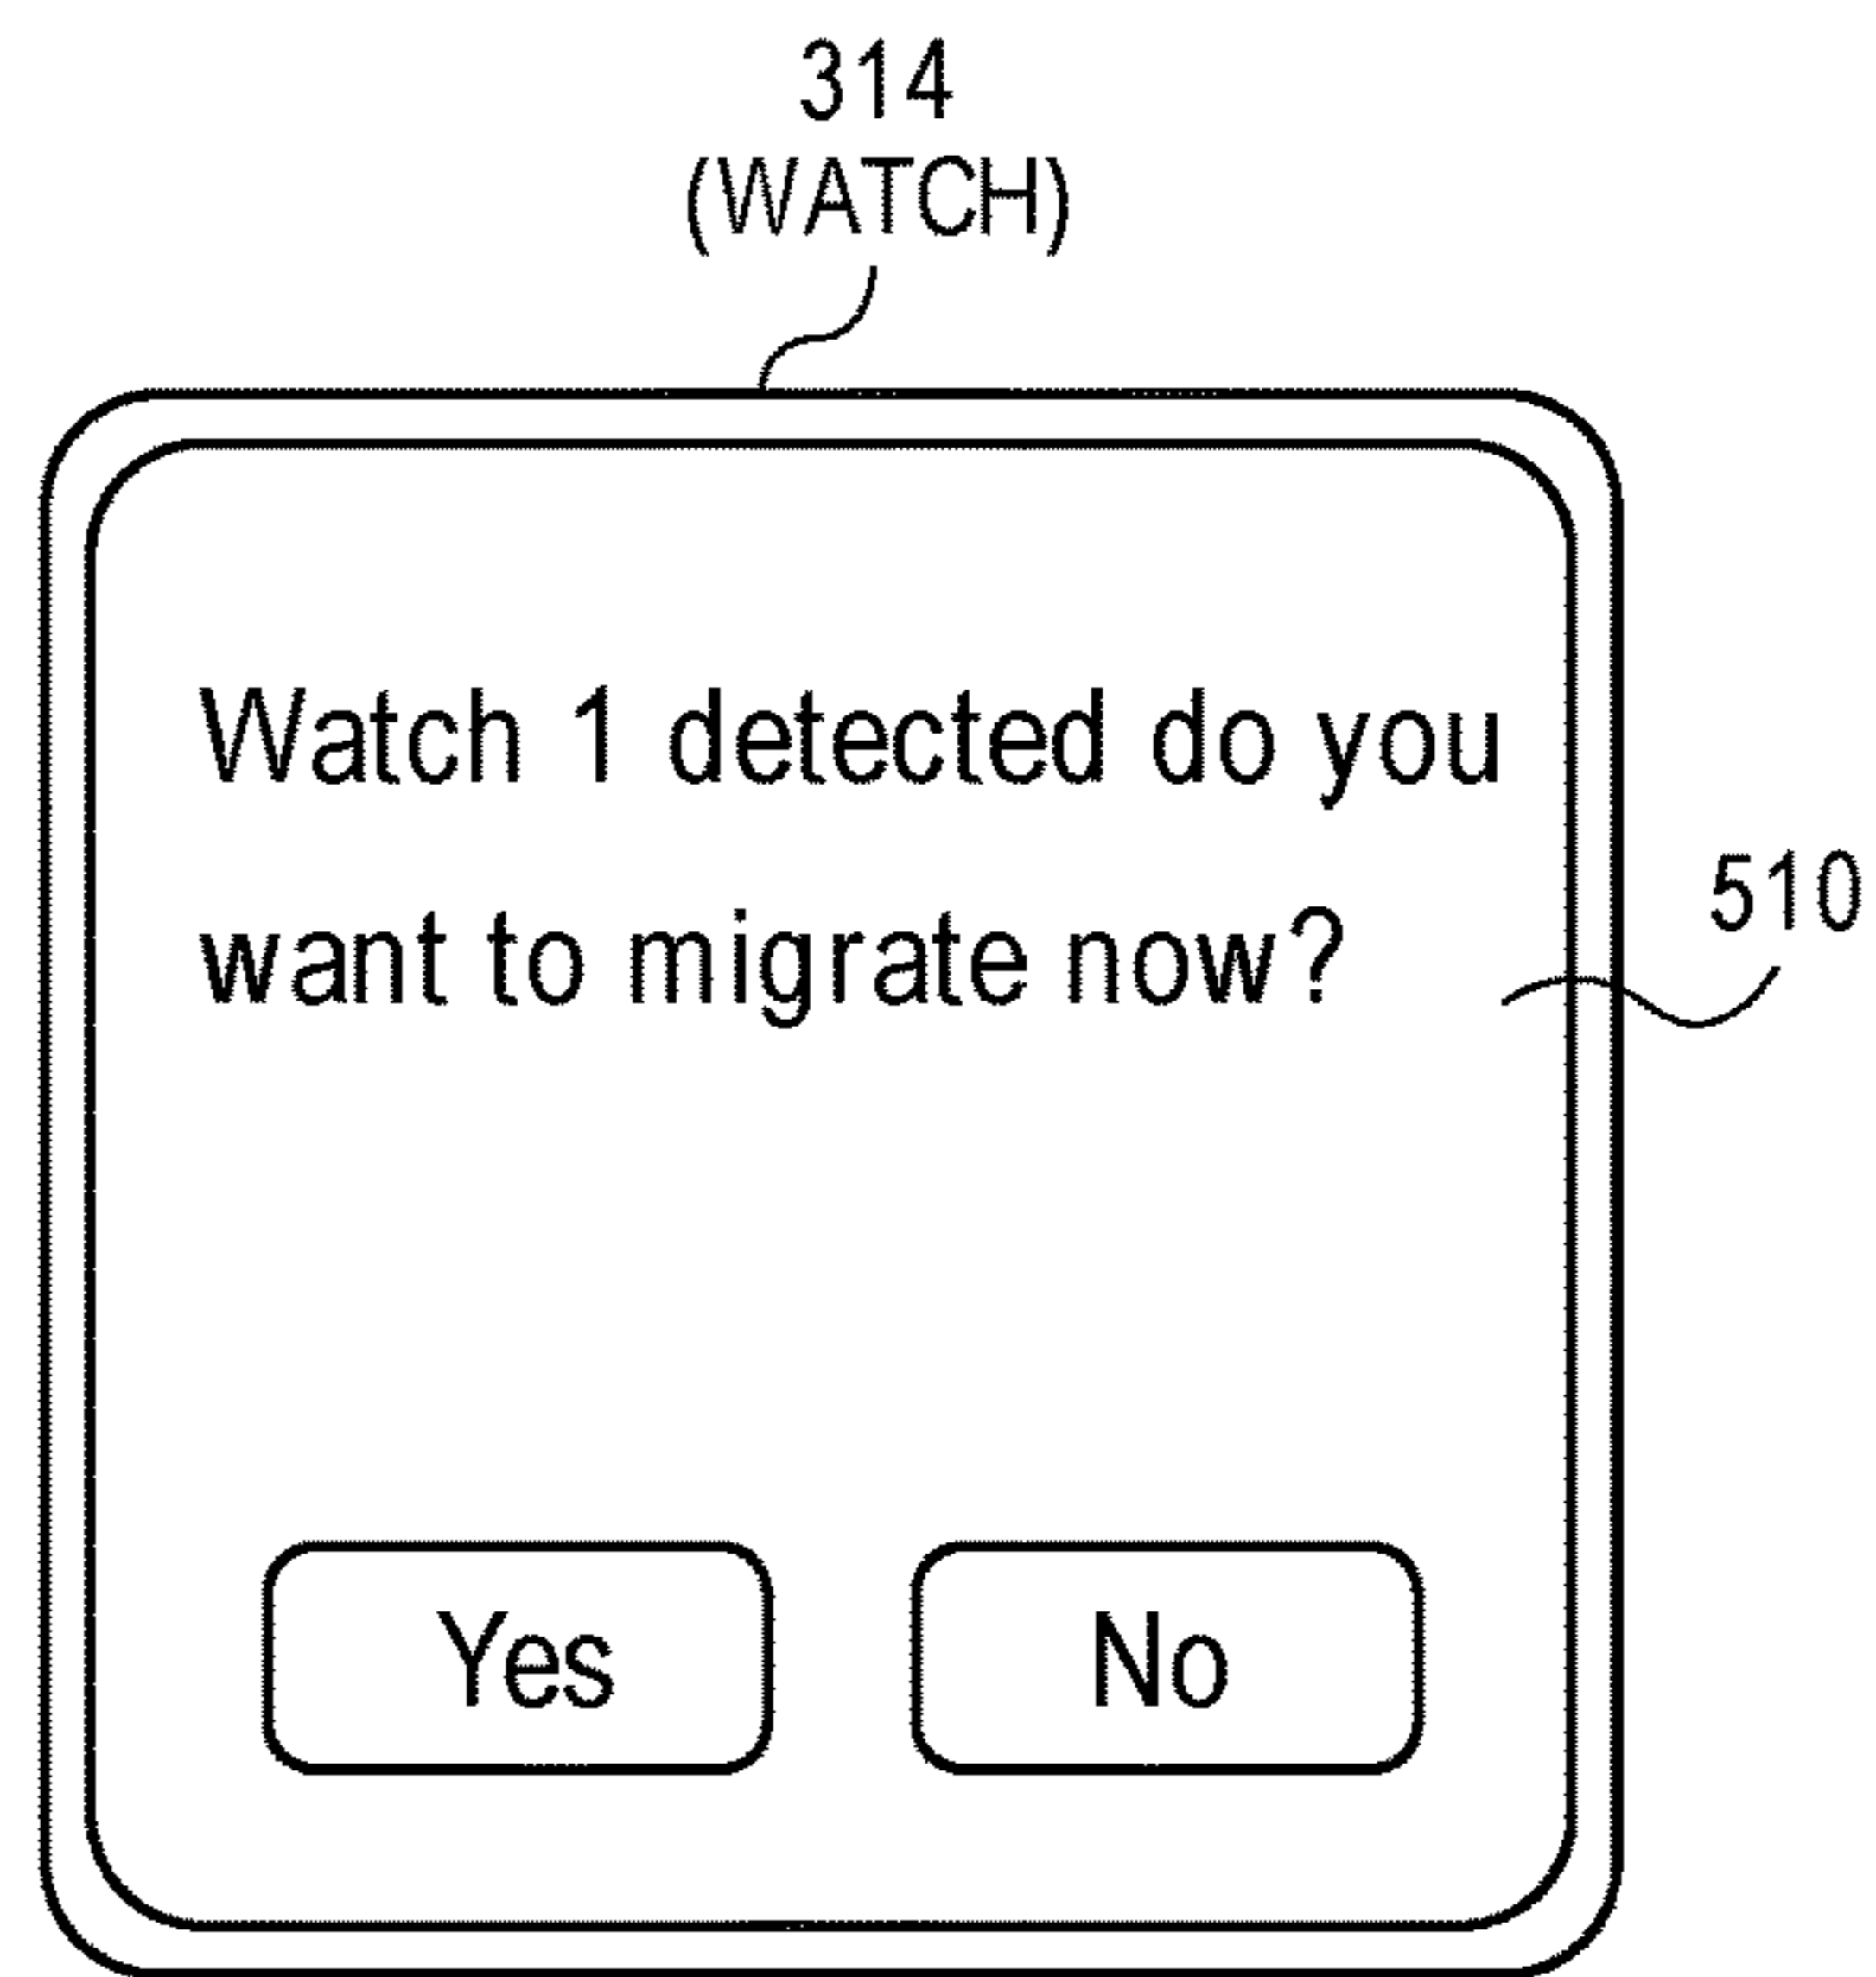 314
(WATCH)
Watch 1 detected do you
want to migrate now?
510
Yes
No